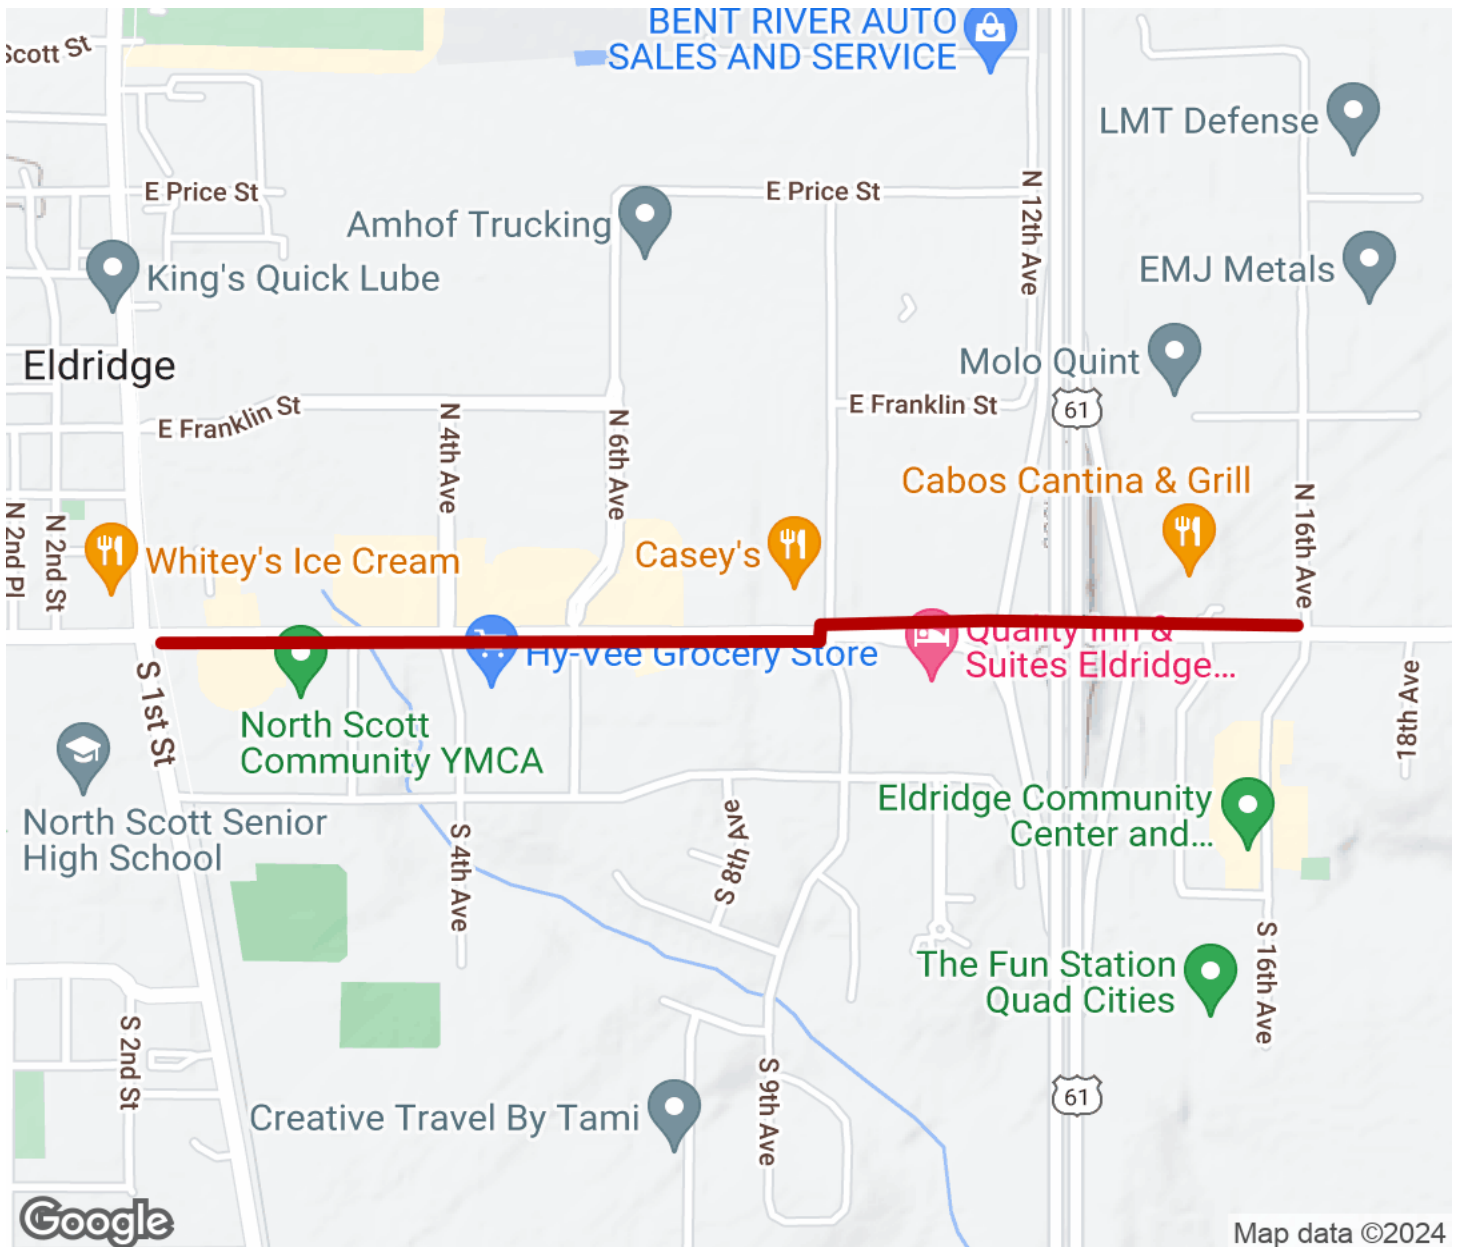 BENT RIVER AUTO
SALES AND SERVICE
Scott St
LMT Defense
E Price St
E Price St
N 12th Ave
Amhof Trucking
King's Quick Lube
EMJ Metals
Eldridge
Molo Quint
E Franklin St
61
E Franklin St
N 4th Ave
N 6th Ave
Cabos Cantina & Grill
N 16th Ave
N 2nd Pl
N 2nd St
Whitey's Ice Cream
Casey's
Hy-Vee Grocery Store
Quality Inn &
Suites Eldridge...
S 1st St
North Scott
Community YMCA
18th Ave
North Scott Senior
High School
S 4th Ave
S 8th Ave
Eldridge Community
Center and...
The Fun Station
Quad Cities
S 16th Ave
S 2nd St
S 9th Ave
61
Creative Travel By Tami
Google
Map data ©2024